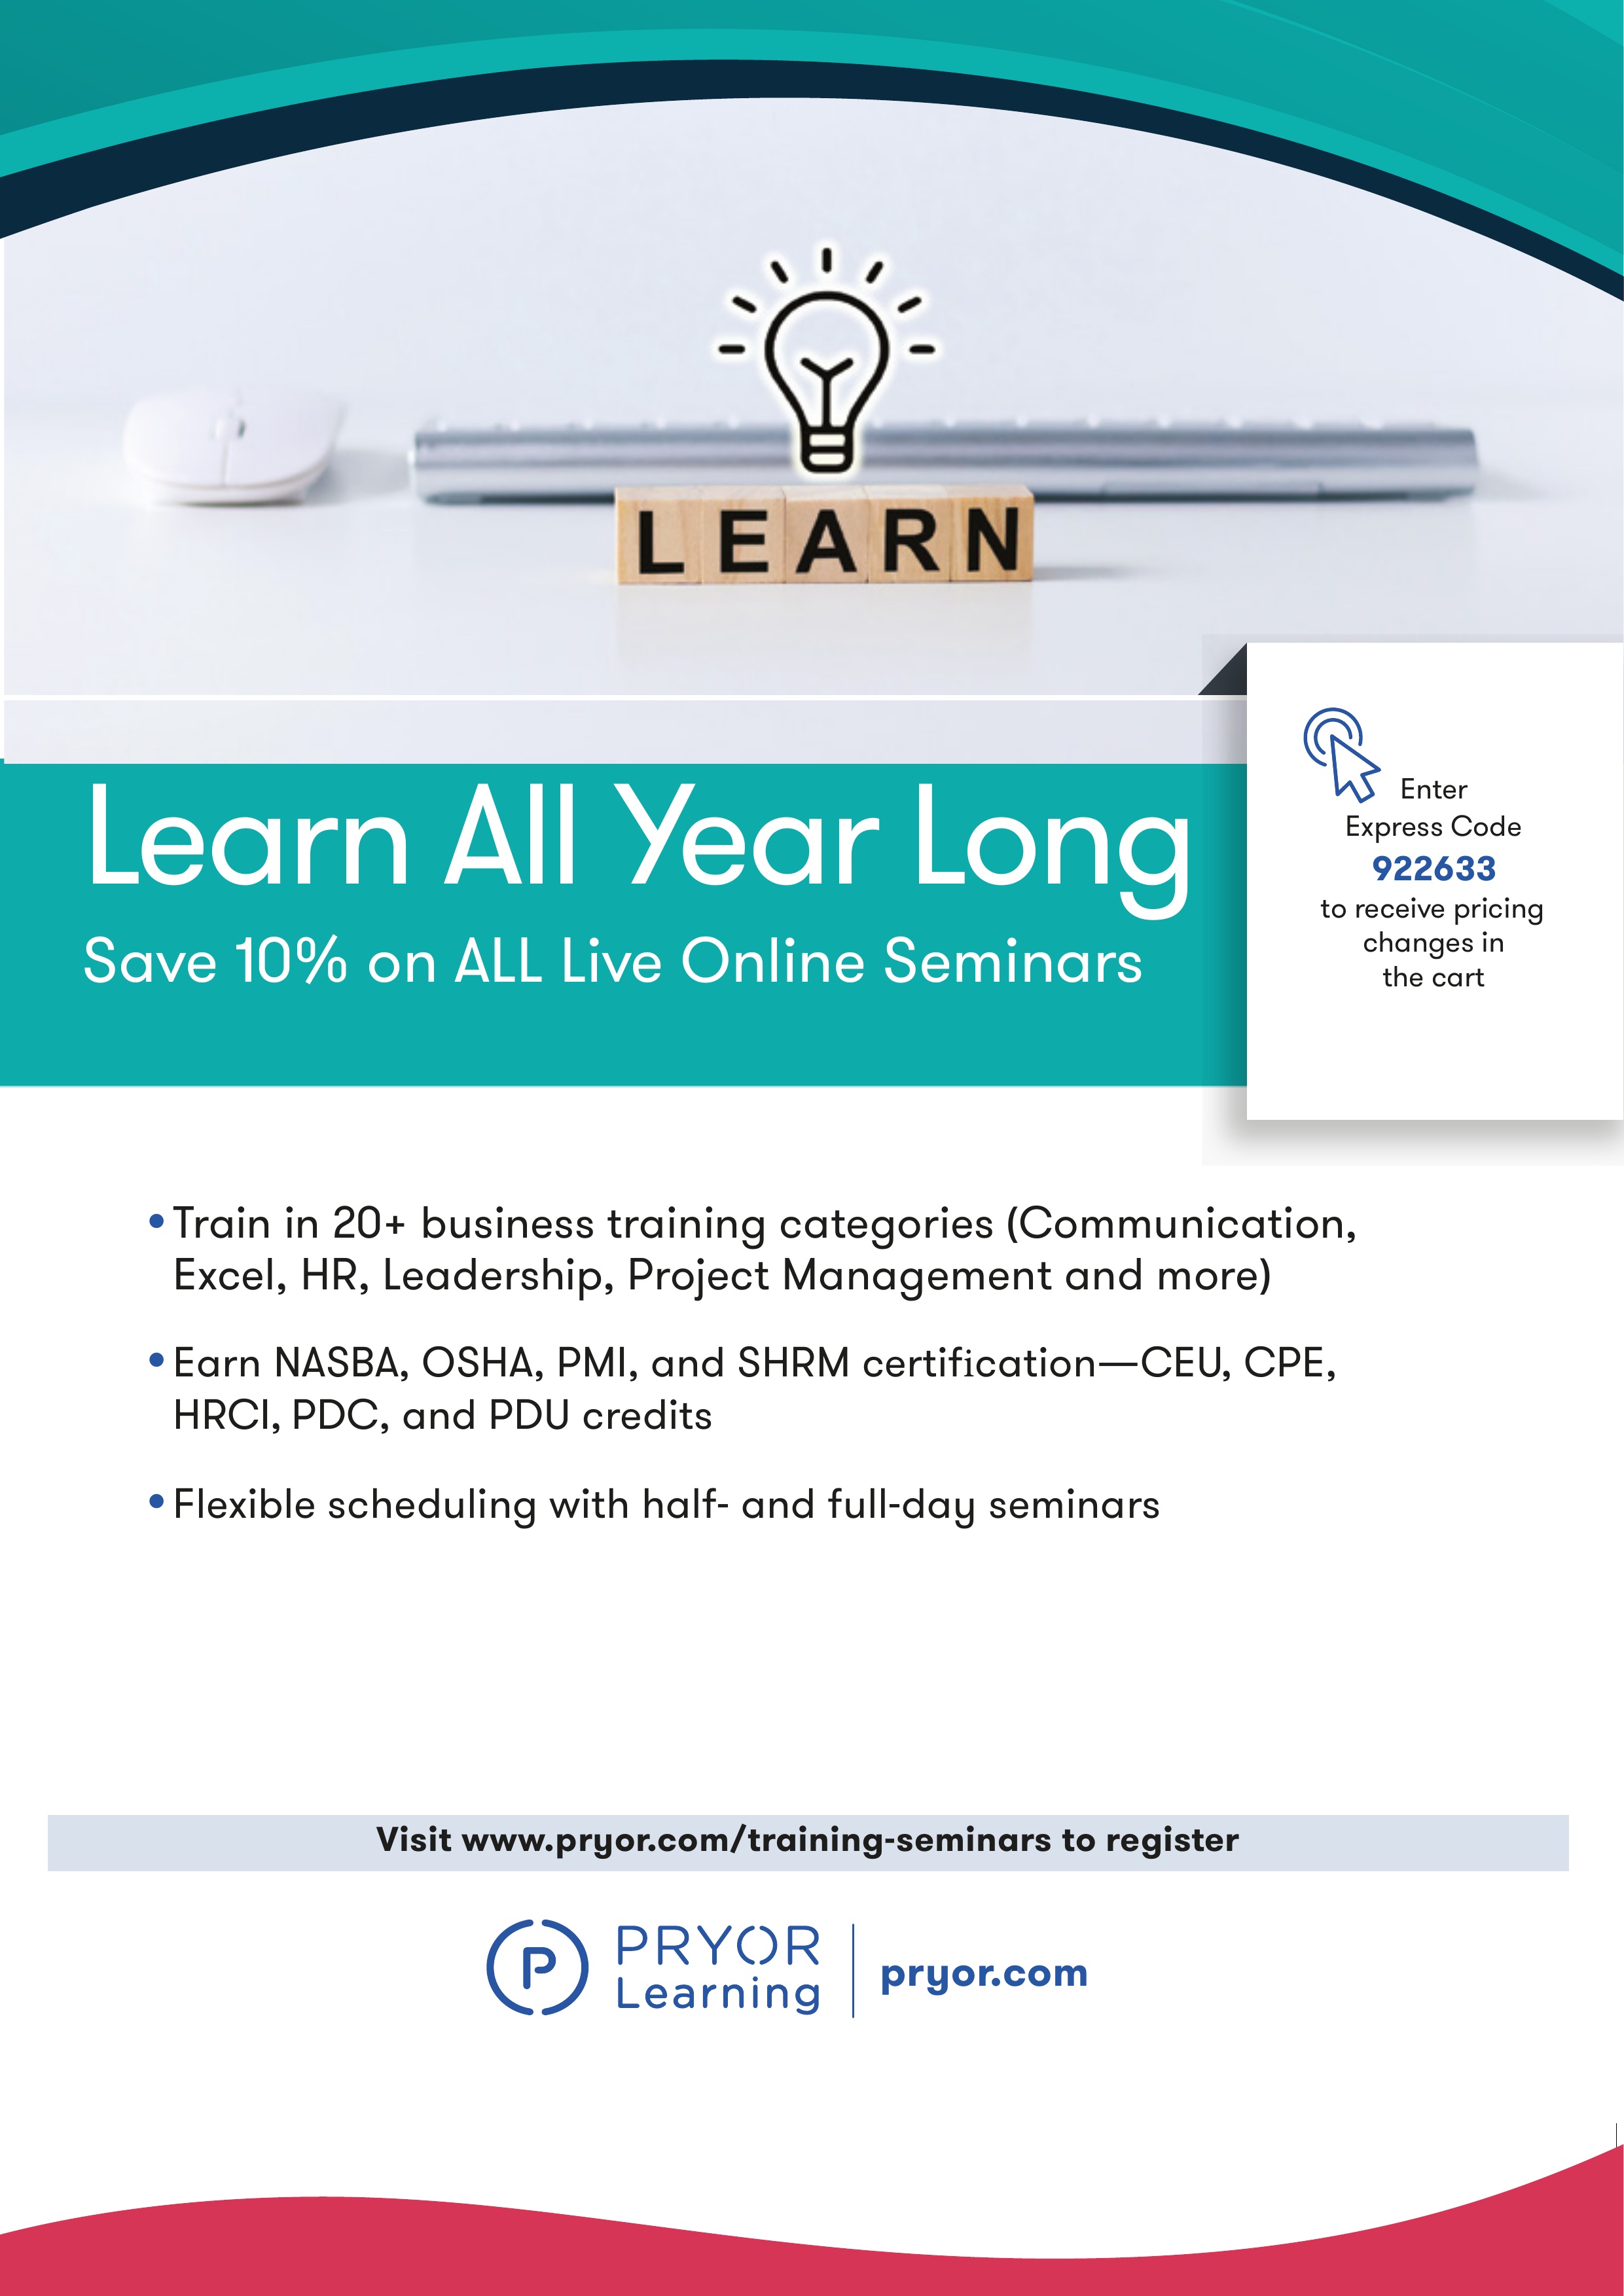 LEARN
Learn All Year Long
Save 10% on ALL Live Online Seminars
Enter
Express Code
922633
to receive pricing
changes in
the cart
•Train in 20+ business training categories (Communication,
Excel, HR, Leadership, Project Management and more)
•Earn NASBA, OSHA, PMI, and SHRM certification—CEU, CPE,
HRCI, PDC, and PDU credits
•Flexible scheduling with half- and full-day seminars
Visit www.pryor.com/training-seminars to register
P
PRYOR
Learning
pryor.com